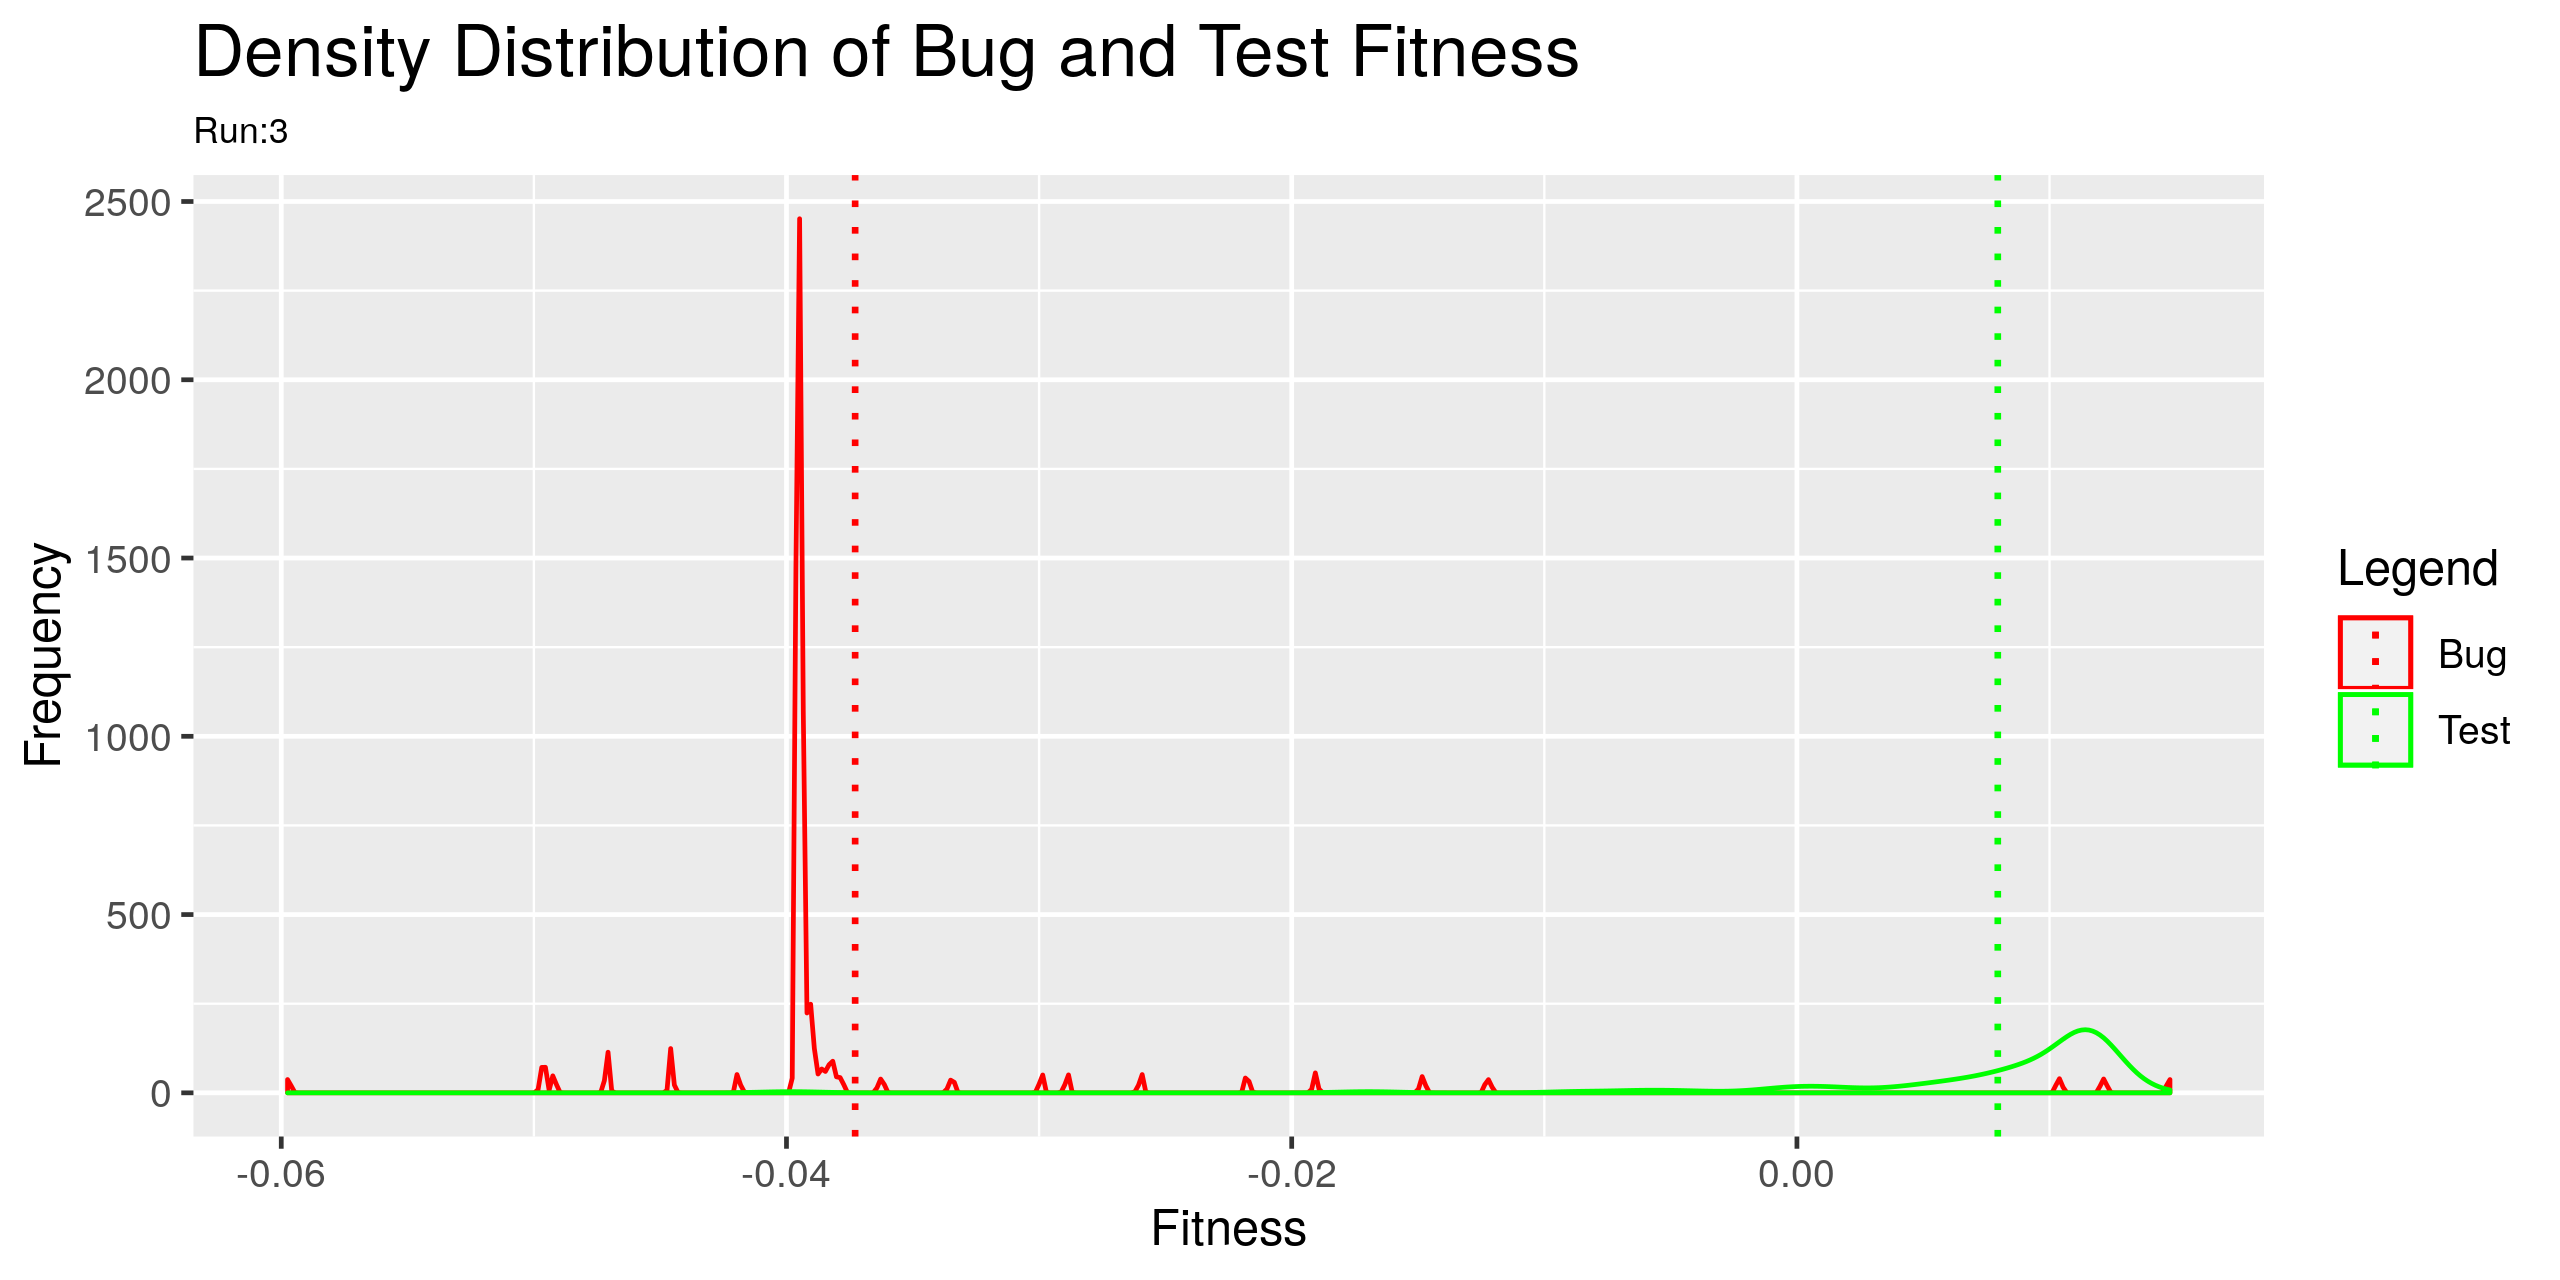 Density Distribution of Bug and Test Fitness
Run:3
2500
2000
1500
1000
500
0
Frequency
-0.06 -0.04 -0.02 0.00
Fitness
Legend
Bug
Test